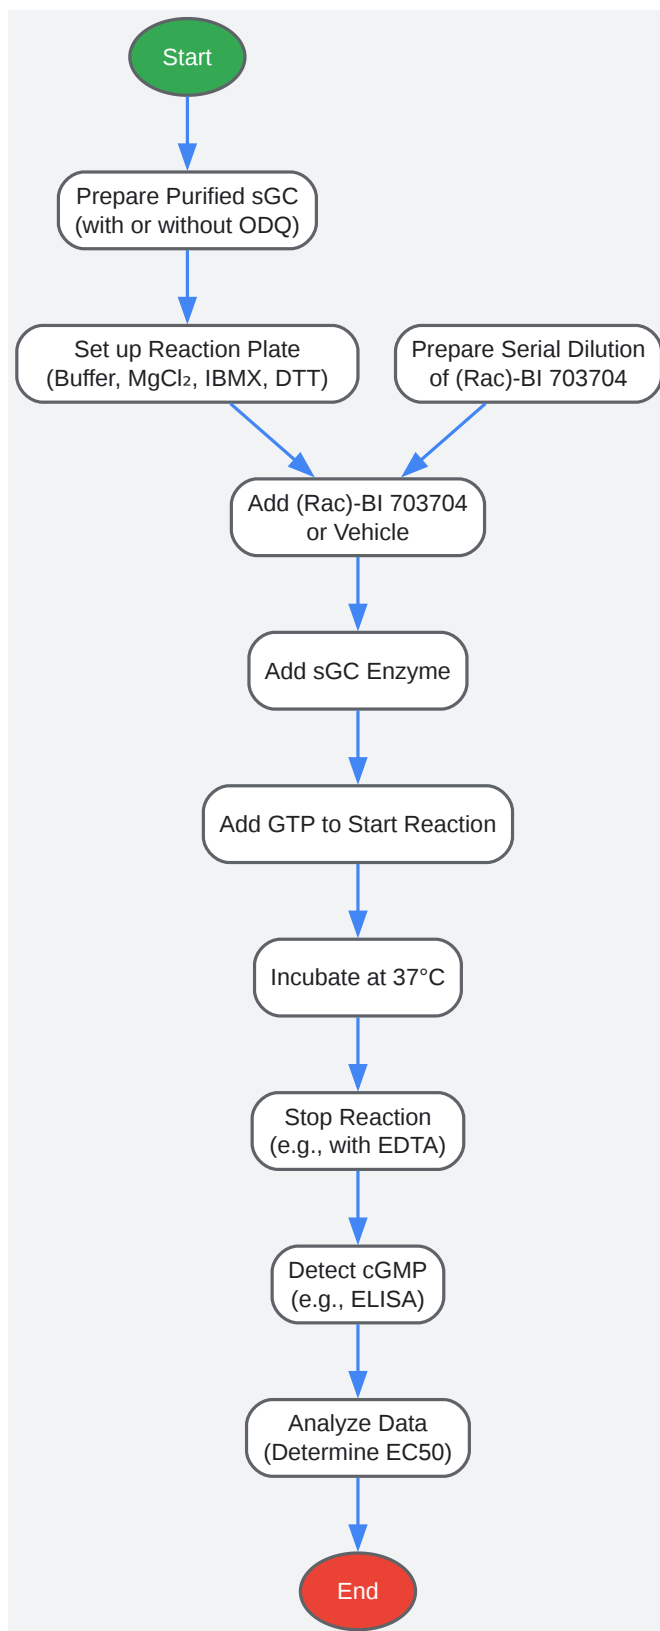 Start
Prepare Purified sGC
(with or without ODQ)
Set up Reaction Plate
(Buffer, MgCl₂, IBMX, DTT)
Prepare Serial Dilution
of (Rac)-BI 703704
Add (Rac)-BI 703704
or Vehicle
Add sGC Enzyme
Add GTP to Start Reaction
Incubate at 37°C
Stop Reaction
(e.g., with EDTA)
Detect cGMP
(e.g., ELISA)
Analyze Data
(Determine EC50)
End